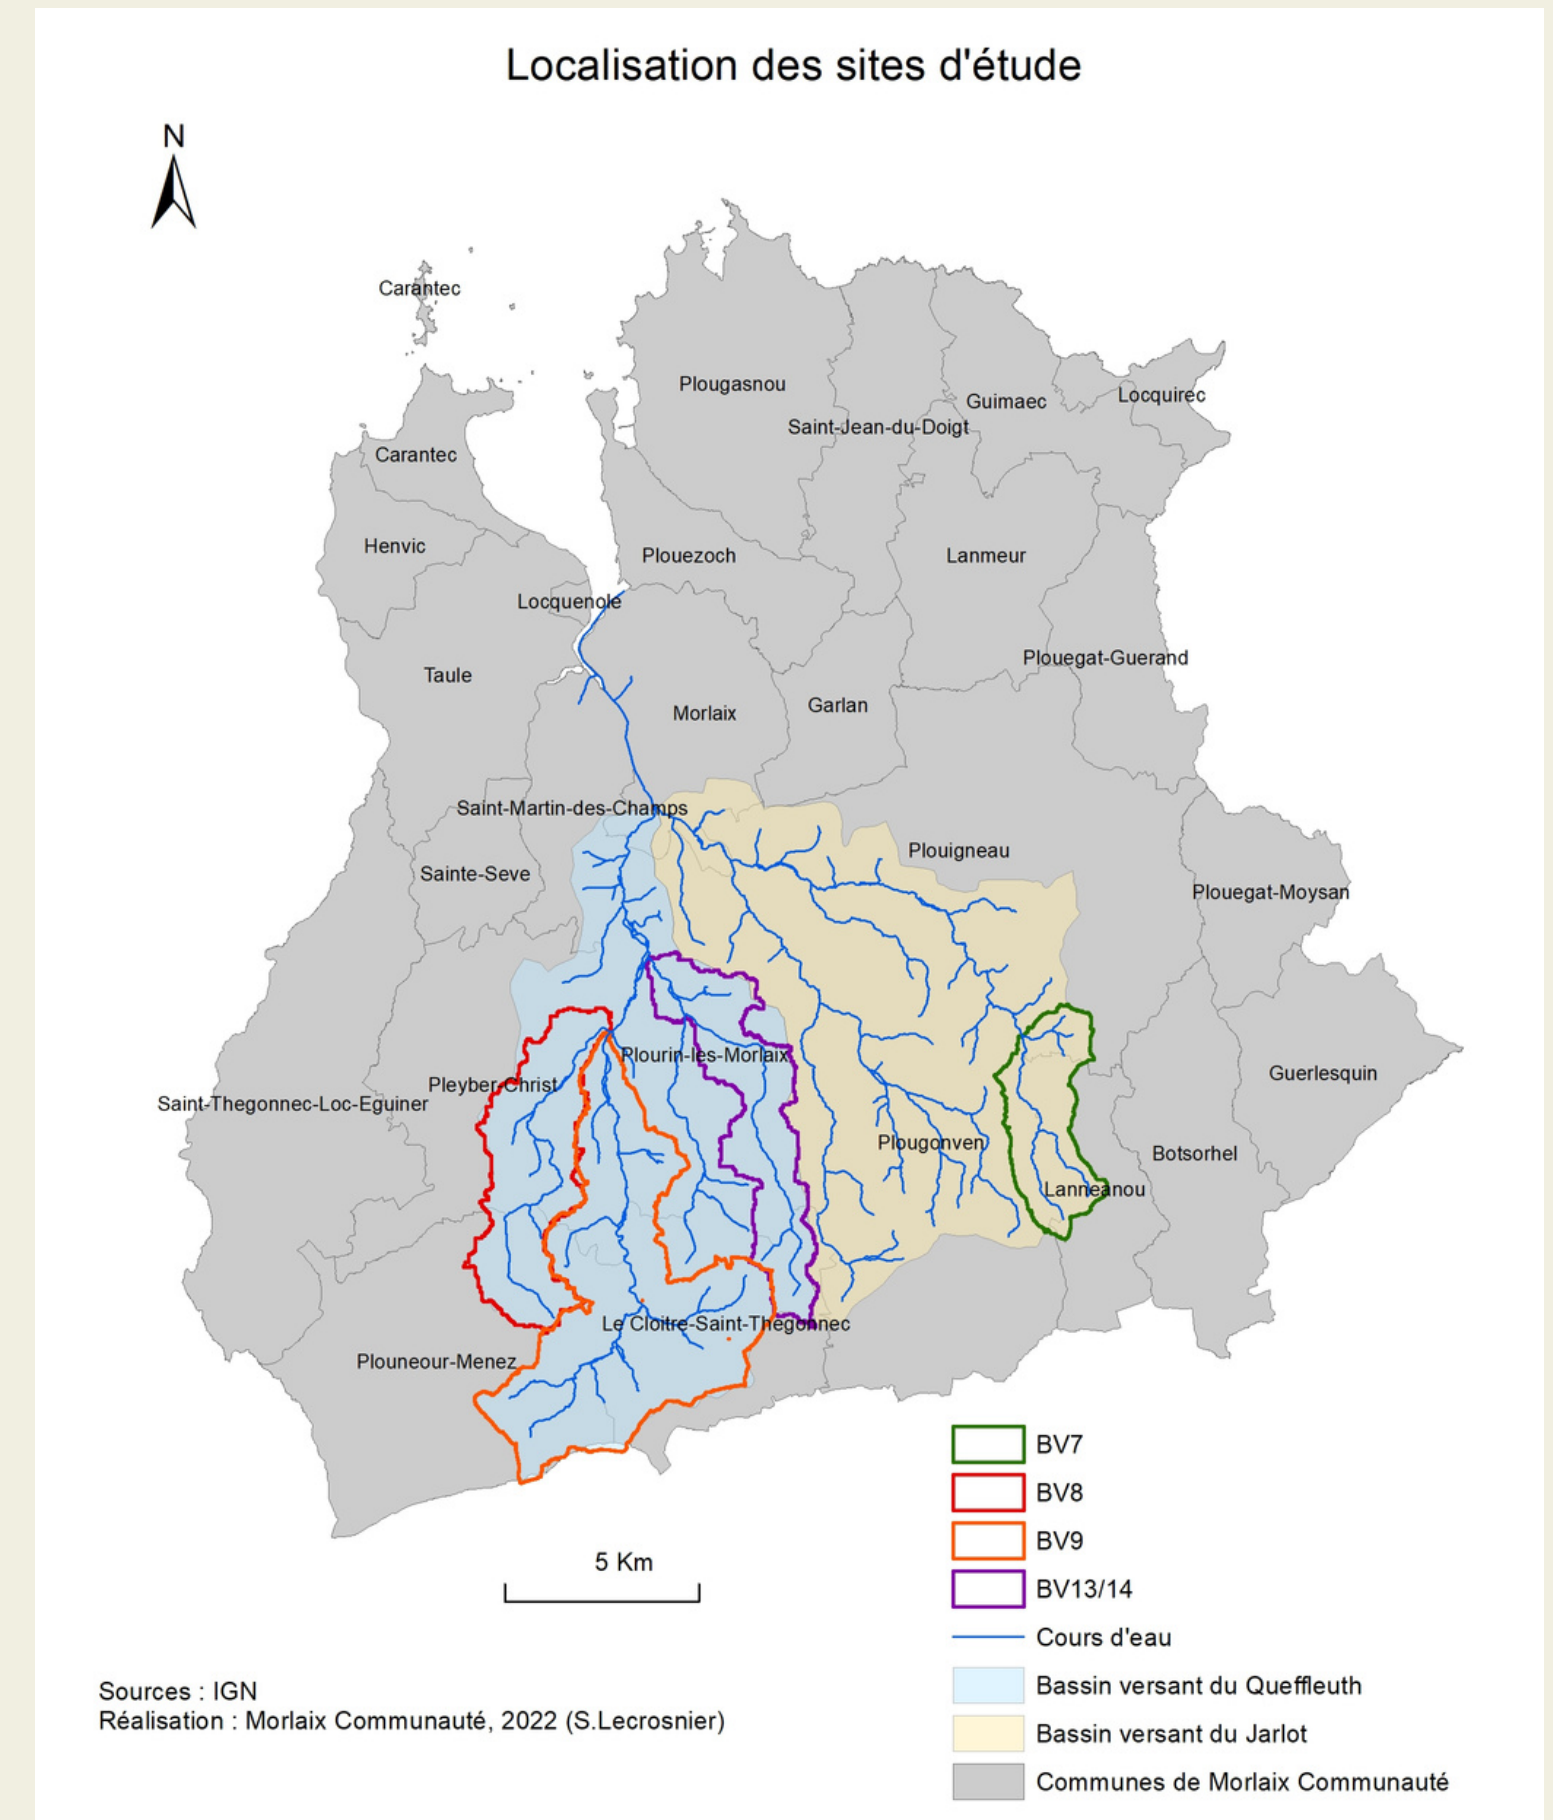 Localisation des sites d'étude
N
Carantec
Plougasnou
Guimaec
Locquirec
Saint-Jean-du-Doigt
Carantec
Henvic
Plouezoch
Lanmeur
Locquenole
Plouegat-Guerand
Taule
Garlan
Morlaix
Saint-Martin-des-Champs
Plouigneau
Sainte-Seve
Plouegat-Moysan
Plourin-les-Morlaix
Guerlesquin
Pleyber-Christ
Saint-Thegonnec-Loc-Eguiner
Plougonven
Botsorhel
Lanneanou
Le Cloitre-Saint-Thegonnec
Plouneour-Menez
BV7
BV8
BV9
BV13/14
Cours d'eau
Bassin versant du Queffleuth
Bassin versant du Jarlot
Communes de Morlaix Communauté
5 Km
Sources : IGN
Réalisation : Morlaix Communauté, 2022 (S.Lecrosnier)